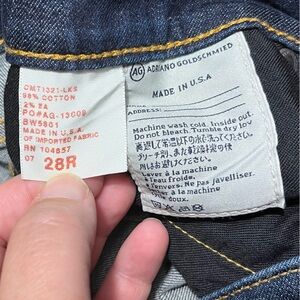 CMT1321-LKS
98% COTTON
2% EA
PO#AG-13009
BW5801
MADE IN U.S.A
OF IMPORTED FABRIC
RN 104857
07 28R
AG ADRIANO GOLDSCHMIED
MADE IN U.S.A
ADDRESS:
Machine wash cold. Inside out
Do not bleach. Tumble dry low
Laver à la machine
à l'eau froide.
à l'envers. Ne pas javelliser.